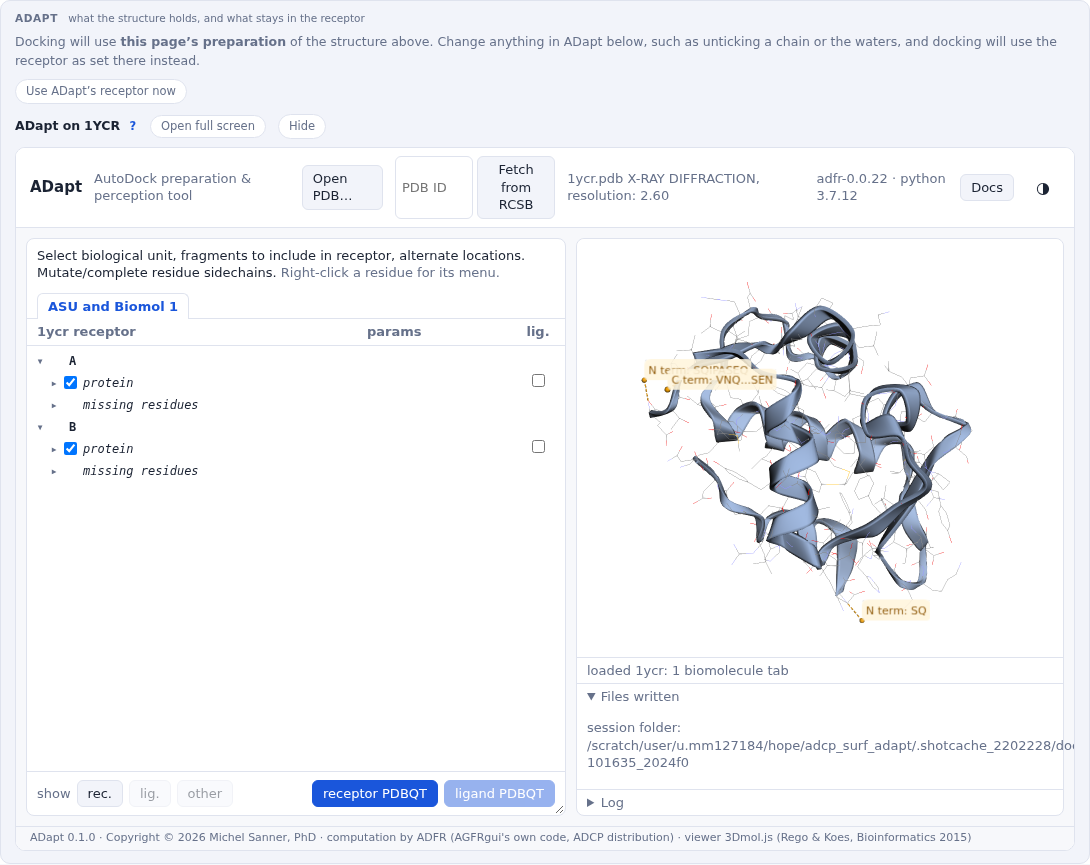 ADAPT what the structure holds, and what stays in the receptor
Docking will use this page's preparation of the structure above. Change anything in ADapt below, such as unticking a chain or the waters, and docking will use the
receptor as set there instead.
Use ADapt's receptor now
ADapt on 1YCR ? Open full screen Hide
ADapt
AutoDock preparation &
perception tool
Open
PDB...
PDB ID
Fetch
from
RCSB
1ycr.pdb X-RAY DIFFRACTION,
resolution: 2.60
adfr-0.0.22 · python
3.7.12
Docs
Select biological unit, fragments to include in receptor, alternate locations.
Mutate/complete residue sidechains. Right-click a residue for its menu.
ASU and Biomol 1
1ycr receptor params lig.
A
protein
missing residues
B
protein
missing residues
show rec. lig. other receptor PDBQT ligand PDBQT
N term:
C term: VNQ...SEN
N term: SQ
loaded 1ycr: 1 biomolecule tab
Files written
session folder:
/scratch/user/u.mm127184/hope/adcp_surf_adapt/.shotcache_2202228/do
101635_2024f0
Log
ADapt 0.1.0 · Copyright © 2026 Michel Sanner, PhD · computation by ADFR (AGFRgui's own code, ADCP distribution) · viewer 3Dmol.js (Rego & Koes, Bioinformatics 2015)